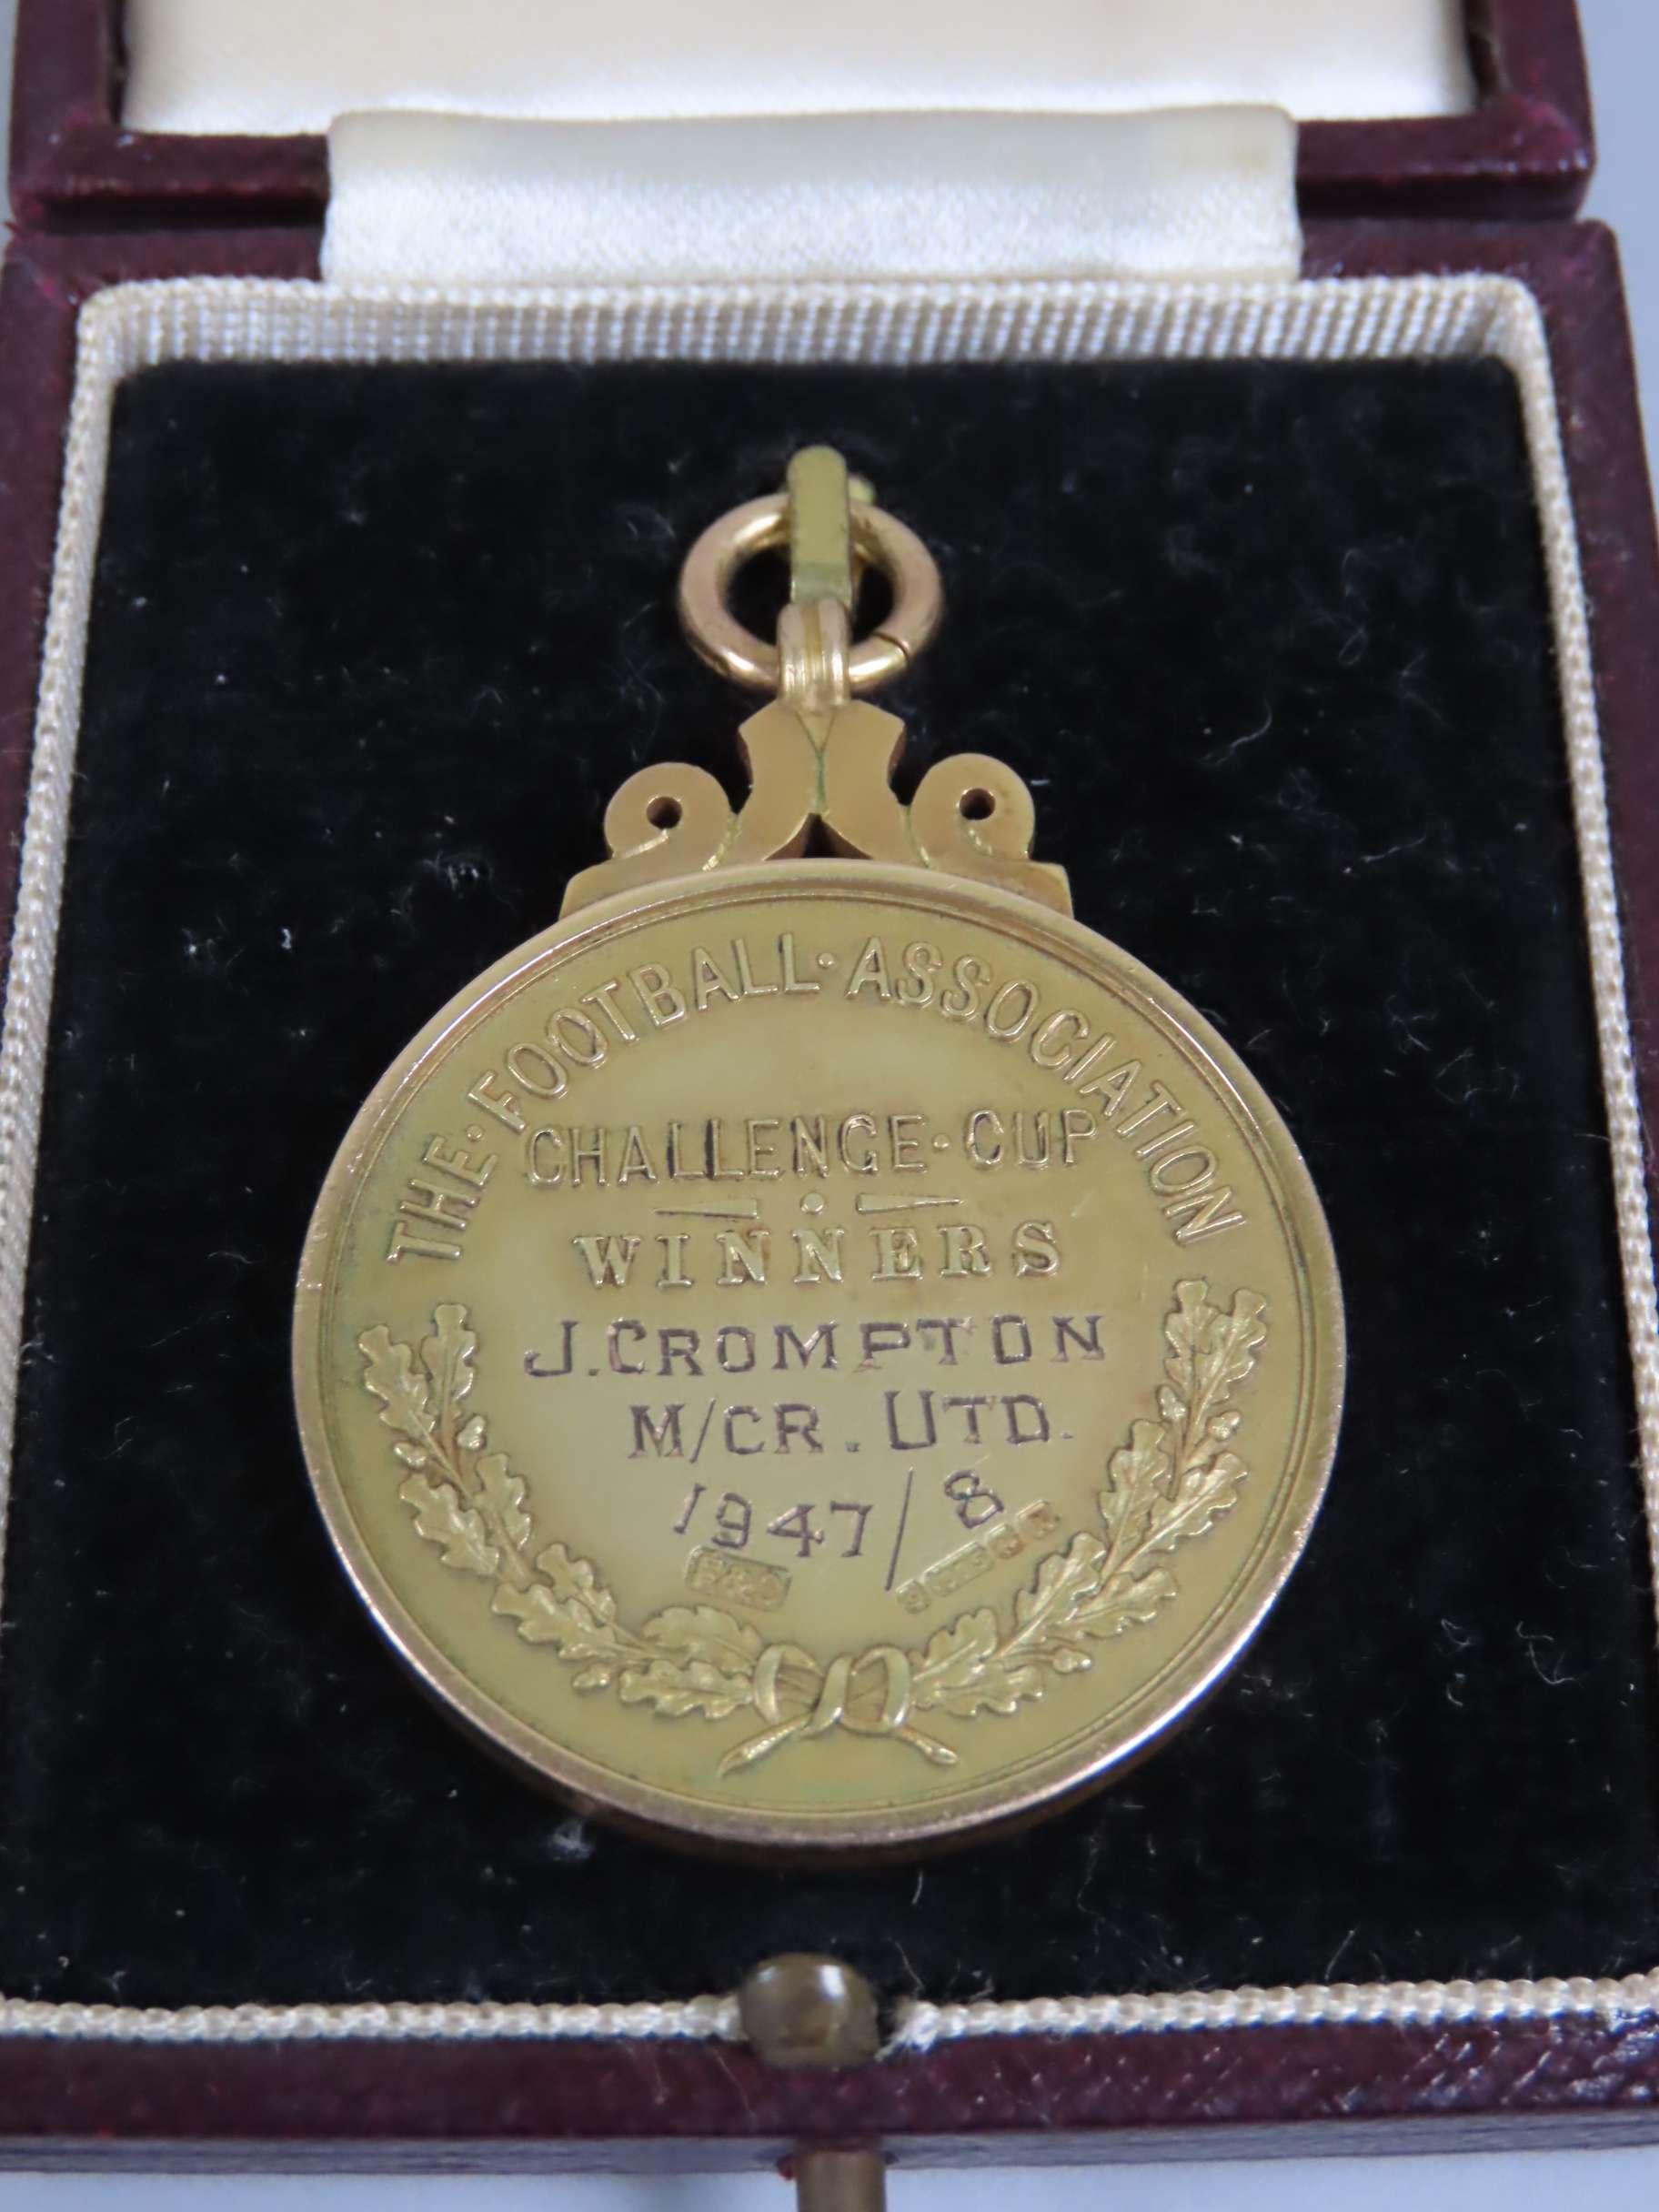 THE·FOOTBALL·ASSOCIATION
CHALLENGE·CUP
WINNERS
J.CROMPTON
M/CR. UTD.
1947/8